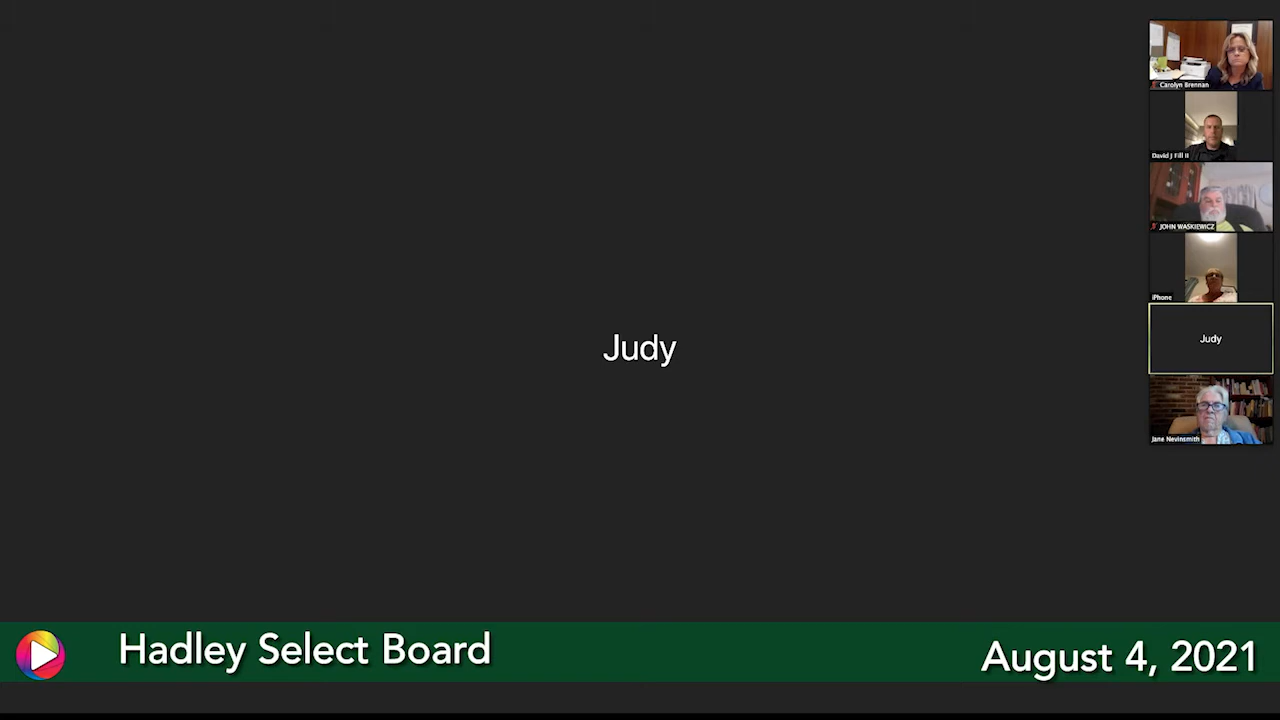 Carolyn Brennan
David J Fill II
JOHN WASKIEWICZ
iPhone
Judy
Judy
Jane Nevinsmith
Hadley Select Board
August 4, 2021